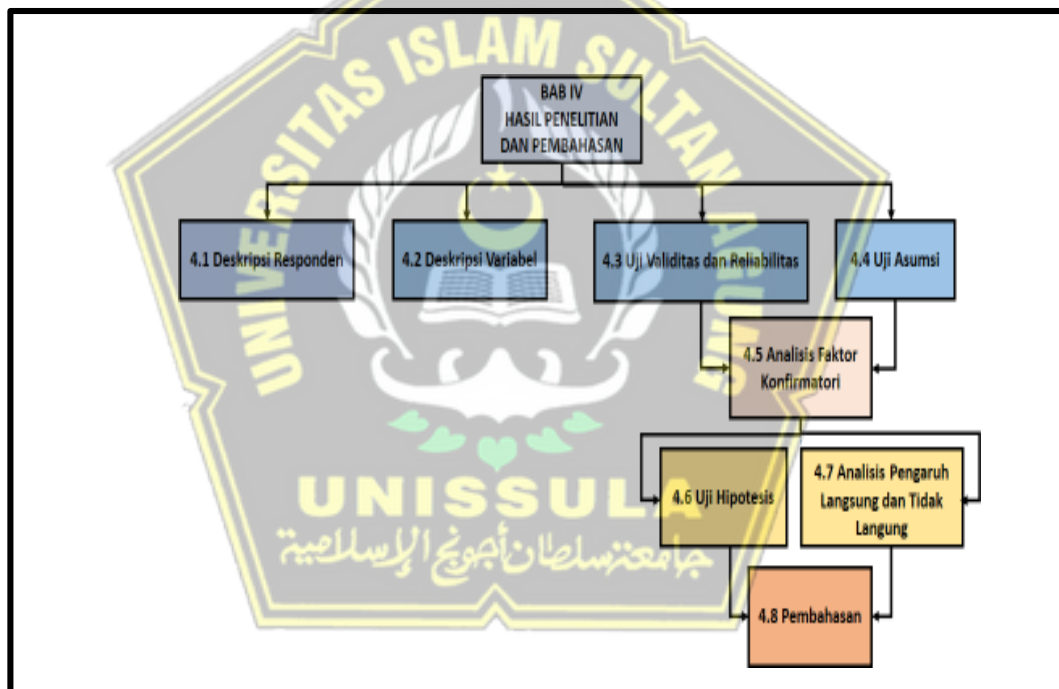 UNIVERSITAS ISLAM SULTAN AGUNG
BAB IV
HASIL PENELITIAN
DAN PEMBAHASAN
4.1 Deskripsi Responden
4.2 Deskripsi Variabel
4.3 Uji Validitas dan Reliabilitas
4.4 Uji Asumsi
4.5 Analisis Faktor
Konfirmatori
4.6 Uji Hipotesis
4.7 Analisis Pengaruh
Langsung dan Tidak
Langung
4.8 Pembahasan
UNISSULA
جامعة سلطان أجونج الإسلامية